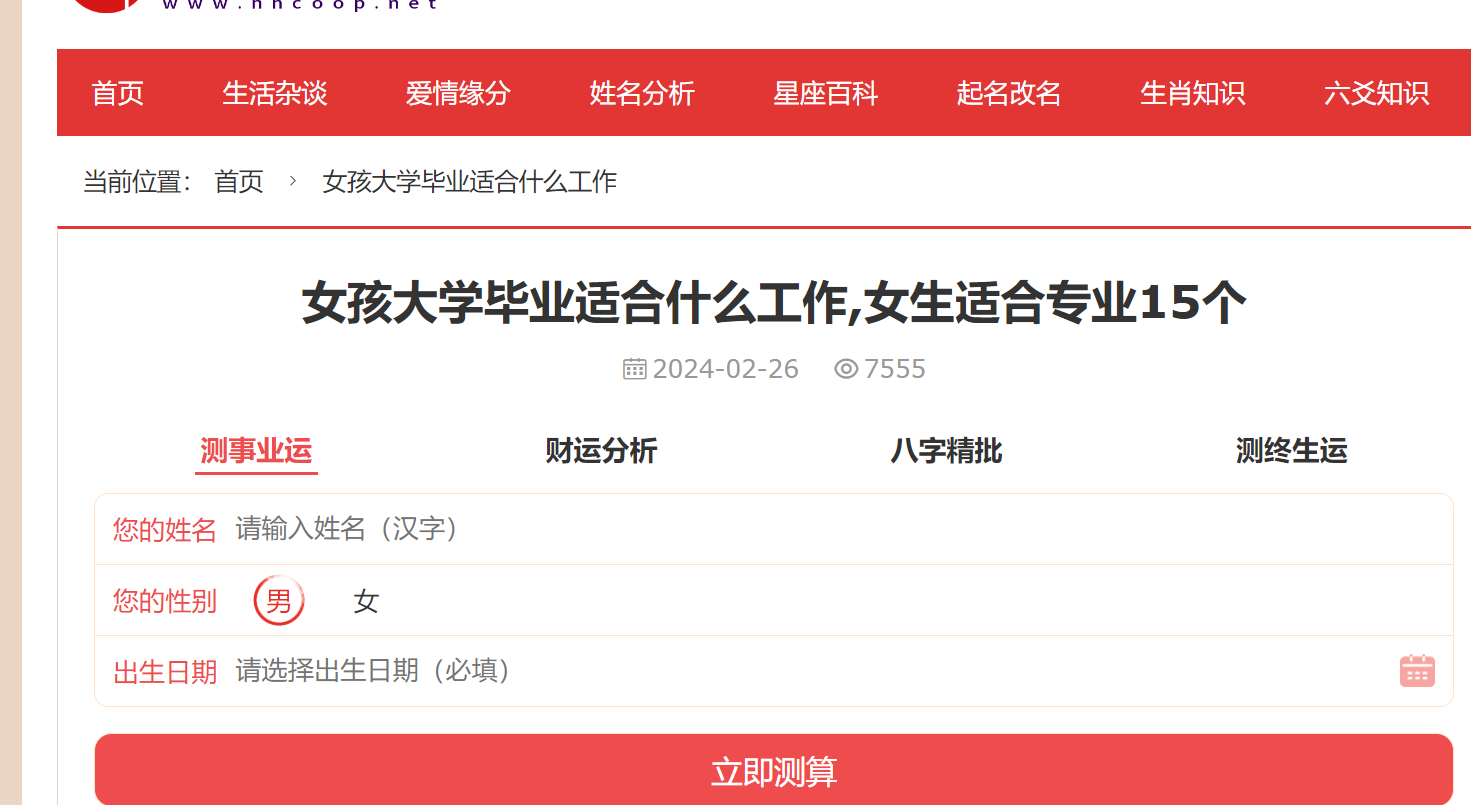 www.hhcoop.net
首页 生活杂谈 爱情缘分 姓名分析 星座百科 起名改名 生肖知识 六爻知识
当前位置： 首页 > 女孩大学毕业适合什么工作
女孩大学毕业适合什么工作,女生适合专业15个
2024-02-26 7555
测事业运 财运分析 八字精批 测终生运
您的姓名 请输入姓名（汉字）
您的性别 男 女
出生日期 请选择出生日期（必填）
立即测算